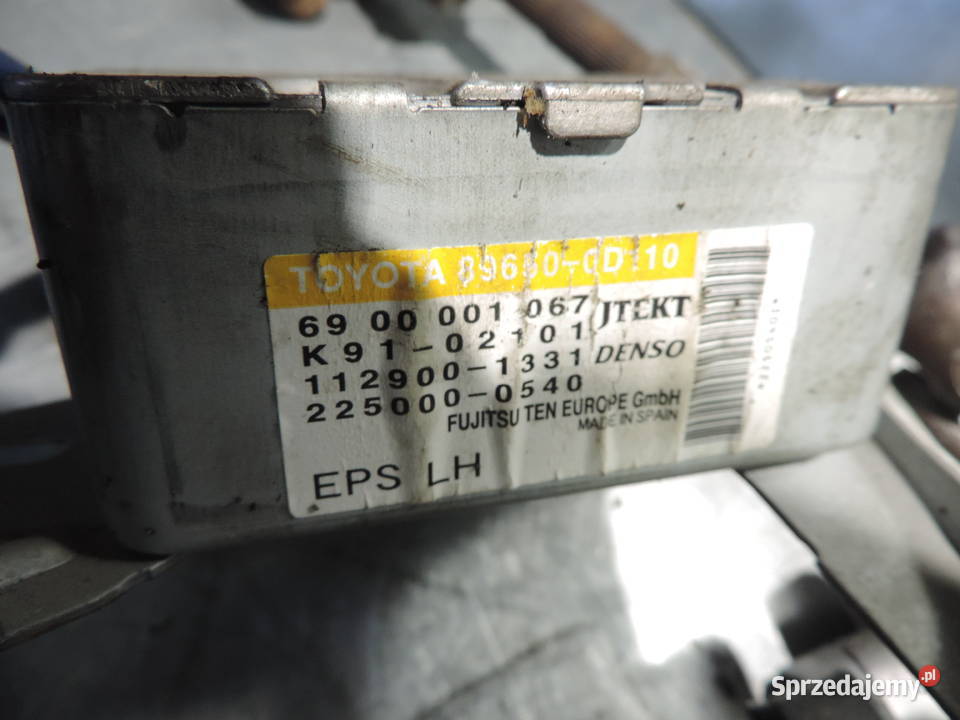 TOYOTA 89650-0D110
69 00 001 067 JTEKT
K91-02101
112900-1331 DENSO
225000-0540
FUJITSU TEN EUROPE GmbH
MADE IN SPAIN
EPS LH
Sprzedajemy.pl